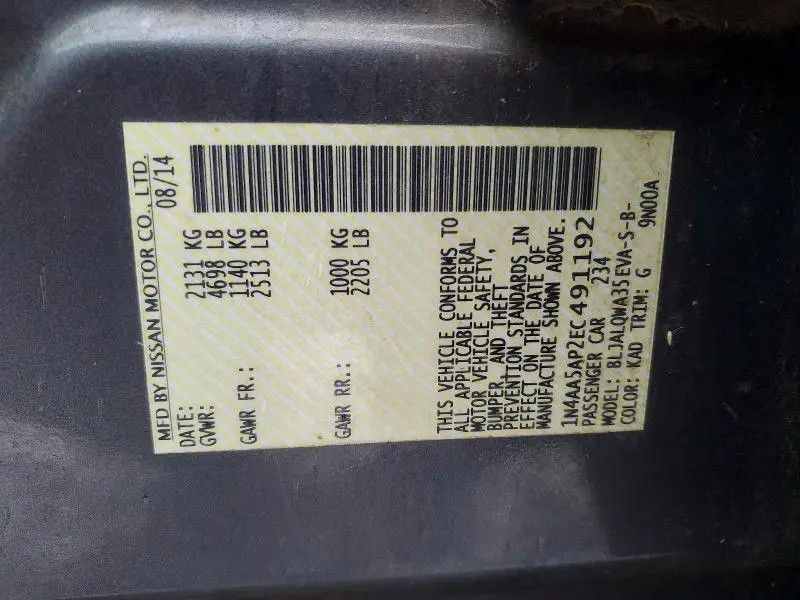 MFD BY NISSAN MOTOR CO., LTD.
DATE: 08/14
GVWR: 2131 KG
4698 LB
GAWR FR.: 1140 KG
2513 LB
GAWR RR.: 1000 KG
2205 LB
THIS VEHICLE CONFORMS TO
ALL APPLICABLE FEDERAL
MOTOR VEHICLE SAFETY,
BUMPER, AND THEFT
PREVENTION STANDARDS IN
EFFECT ON THE DATE OF
MANUFACTURE SHOWN ABOVE.
1N4AA5AP2EC491192
PASSENGER CAR 234
MODEL: BLJALQWA35EVA-S-B-
COLOR: KAD TRIM: G 9N00A